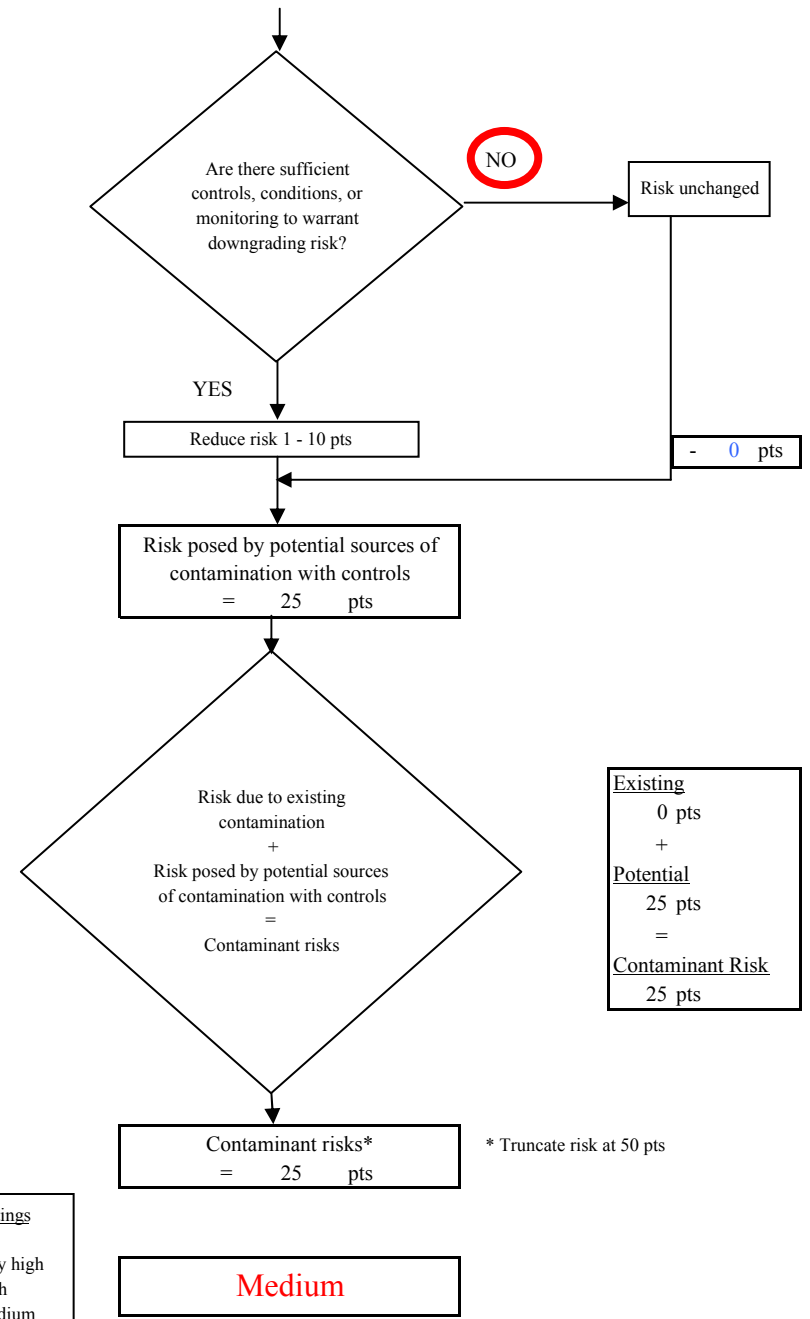 Are there sufficient
controls, conditions, or
monitoring to warrant
downgrading risk?
NO
Risk unchanged
YES
Reduce risk 1 - 10 pts
- 0 pts
Risk posed by potential sources of
contamination with controls
= 25 pts
Risk due to existing
contamination
+
Risk posed by potential sources
of contamination with controls
=
Contaminant risks
Existing
0 pts
+
Potential
25 pts
=
Contaminant Risk
25 pts
Contaminant risks*
= 25 pts
* Truncate risk at 50 pts
high
Medium